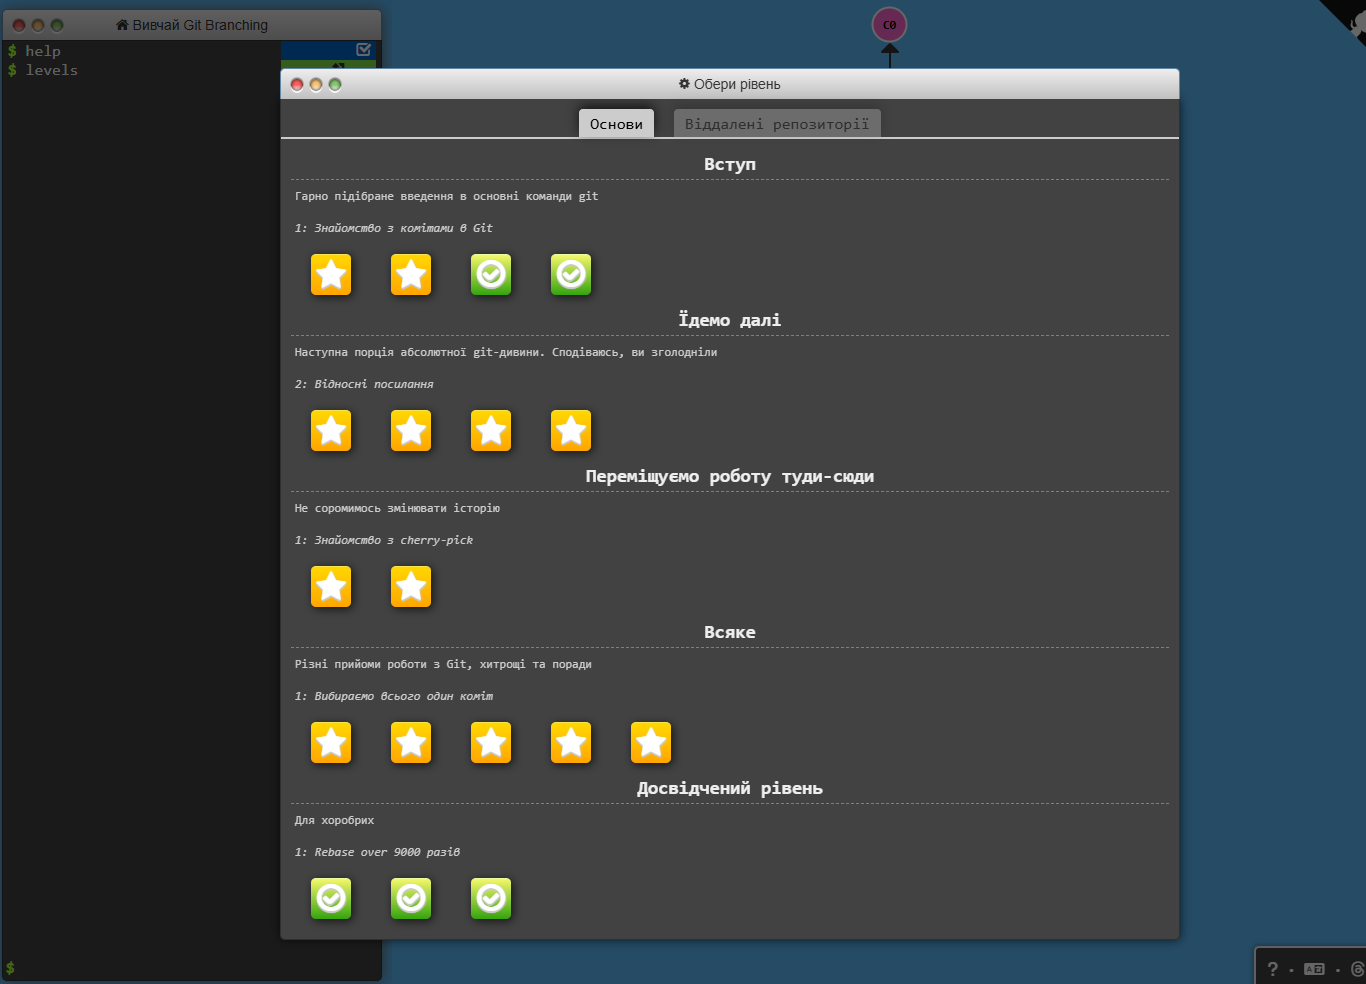 Вивчай Git Branching
$ help
$ levels
C0
Обери рівень
Основи
Віддалені репозиторії
Вступ
Гарно підібране введення в основні команди git
1: Знайомство з комітами в Git
Їдемо далі
Наступна порція абсолютної git-дивини. Сподіваюсь, ви зголодніли
2: Відносні посилання
Переміщуємо роботу туди-сюди
Не соромимось змінювати історію
1: Знайомство з cherry-pick
Всяке
Різні прийоми роботи з Git, хитрощі та поради
1: Вибираємо всього один коміт
Досвідчений рівень
Для хоробрих
1: Rebase over 9000 разів
$
?